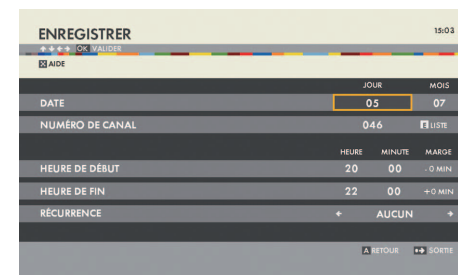 ENREGISTRER 15:03
OK VALIDER
AIDE
JOUR MOIS
DATE 05 07
NUMÉRO DE CANAL 046 E LISTE
HEURE MINUTE MARGE
HEURE DE DÉBUT 20 00 - 0 MIN
HEURE DE FIN 22 00 +0 MIN
RÉCURRENCE ← AUCUN →
A RETOUR SORTIE